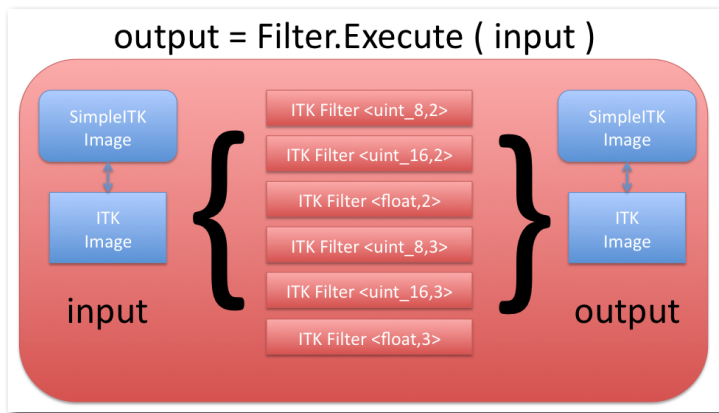 output = Filter.Execute ( input )
SimpleITK
Image
ITK
Image
input
{
ITK Filter <uint_8,2>
ITK Filter <uint_16,2>
ITK Filter <float,2>
ITK Filter <uint_8,3>
ITK Filter <uint_16,3>
ITK Filter <float,3>
}
SimpleITK
Image
ITK
Image
output